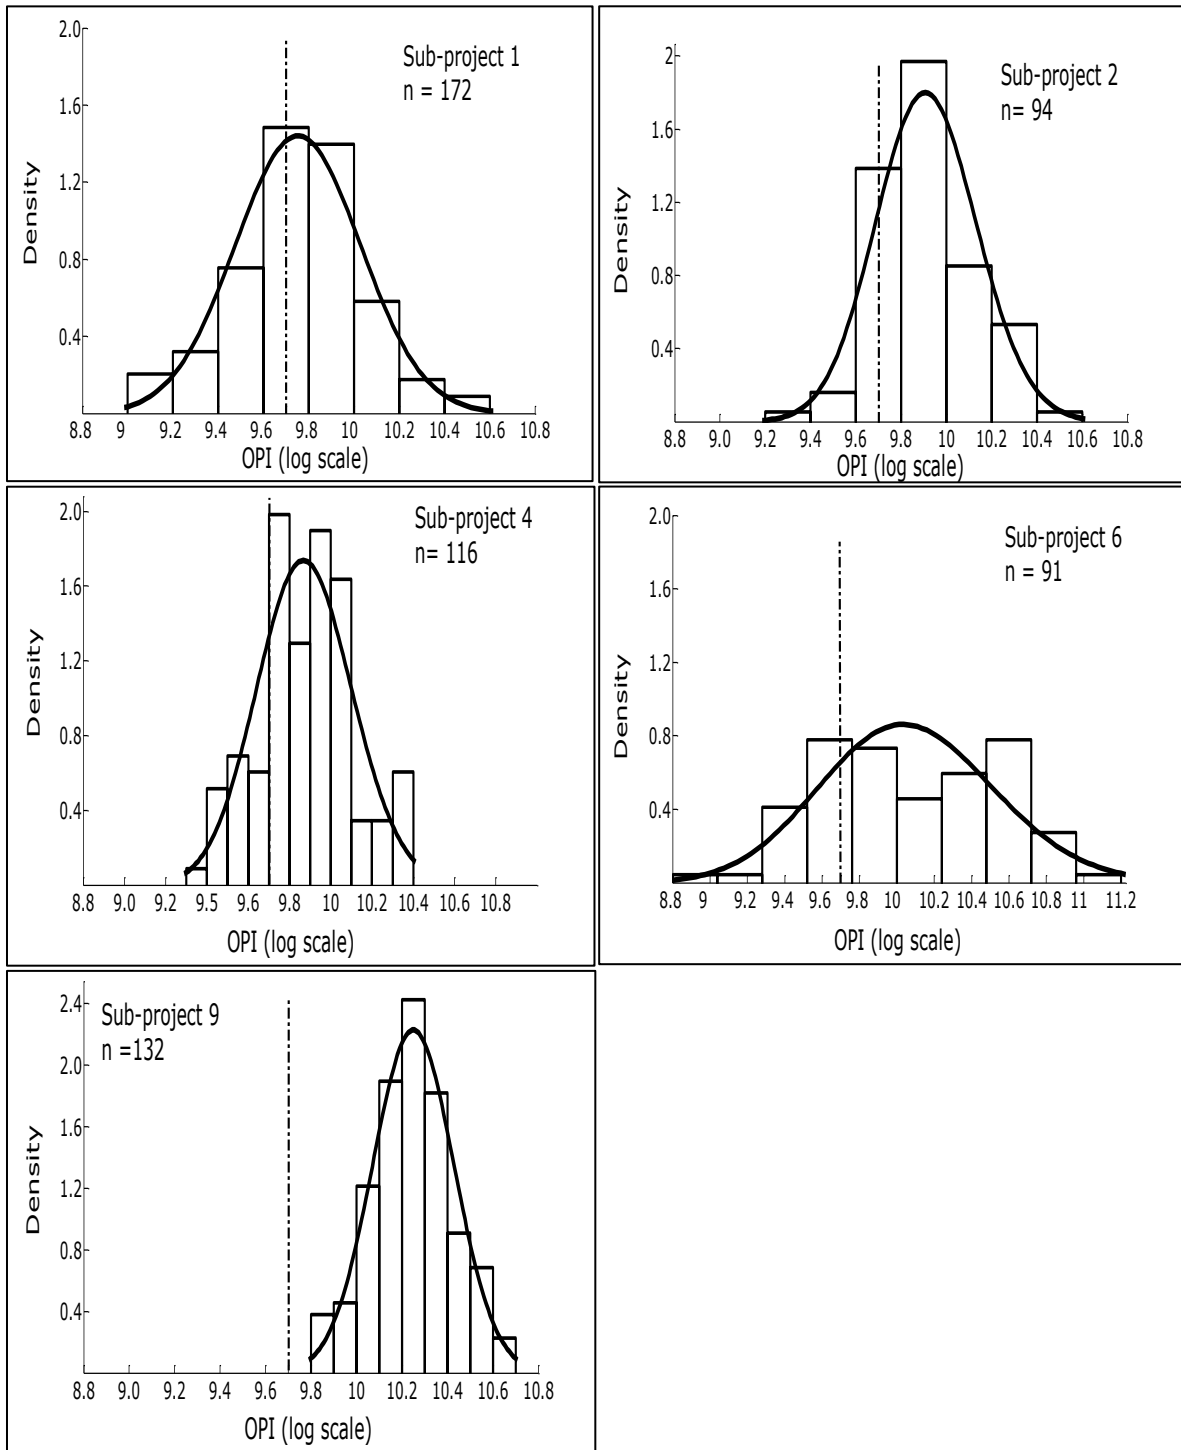 2.0
1.6
1.2
0.8
0.4
Density
Sub-project 1
n = 172
8.8 9 9.2 9.4 9.6 9.8 10 10.2 10.4 10.6 10.8
OPI (log scale)
2
1.6
1.2
0.8
0.4
Density
Sub-project 2
n= 94
8.8 9.0 9.2 9.4 9.6 9.8 10.0 10.2 10.4 10.6 10.8
OPI (log scale)
2.0
1.6
1.2
0.8
0.4
Density
Sub-project 4
n= 116
8.8 9.0 9.2 9.5 9.6 9.8 10.0 10.2 10.6 10.8
OPI (log scale)
2.0
1.6
1.2
0.8
0.4
Density
Sub-project 6
n = 91
8.8 9 9.2 9.4 9.6 9.8 10 10.2 10.4 10.6 10.8 11 11.2
OPI (log scale)
2.4
2.0
1.6
1.2
0.8
0.4
Density
Sub-project 9
n =132
8.8 9.0 9.2 9.4 9.6 9.8 10 10.2 10.4 10.6 10.8
OPI (log scale)